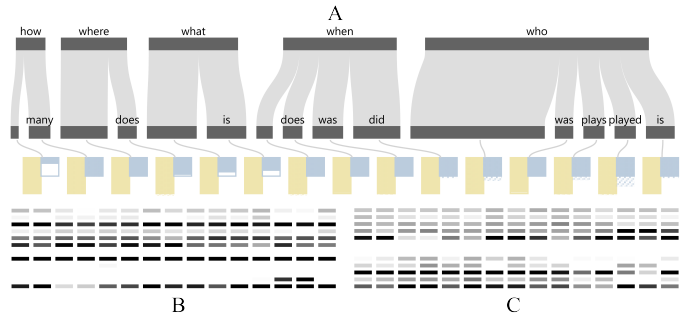 A
how where what when who
many does is does was did was plays played is
B C